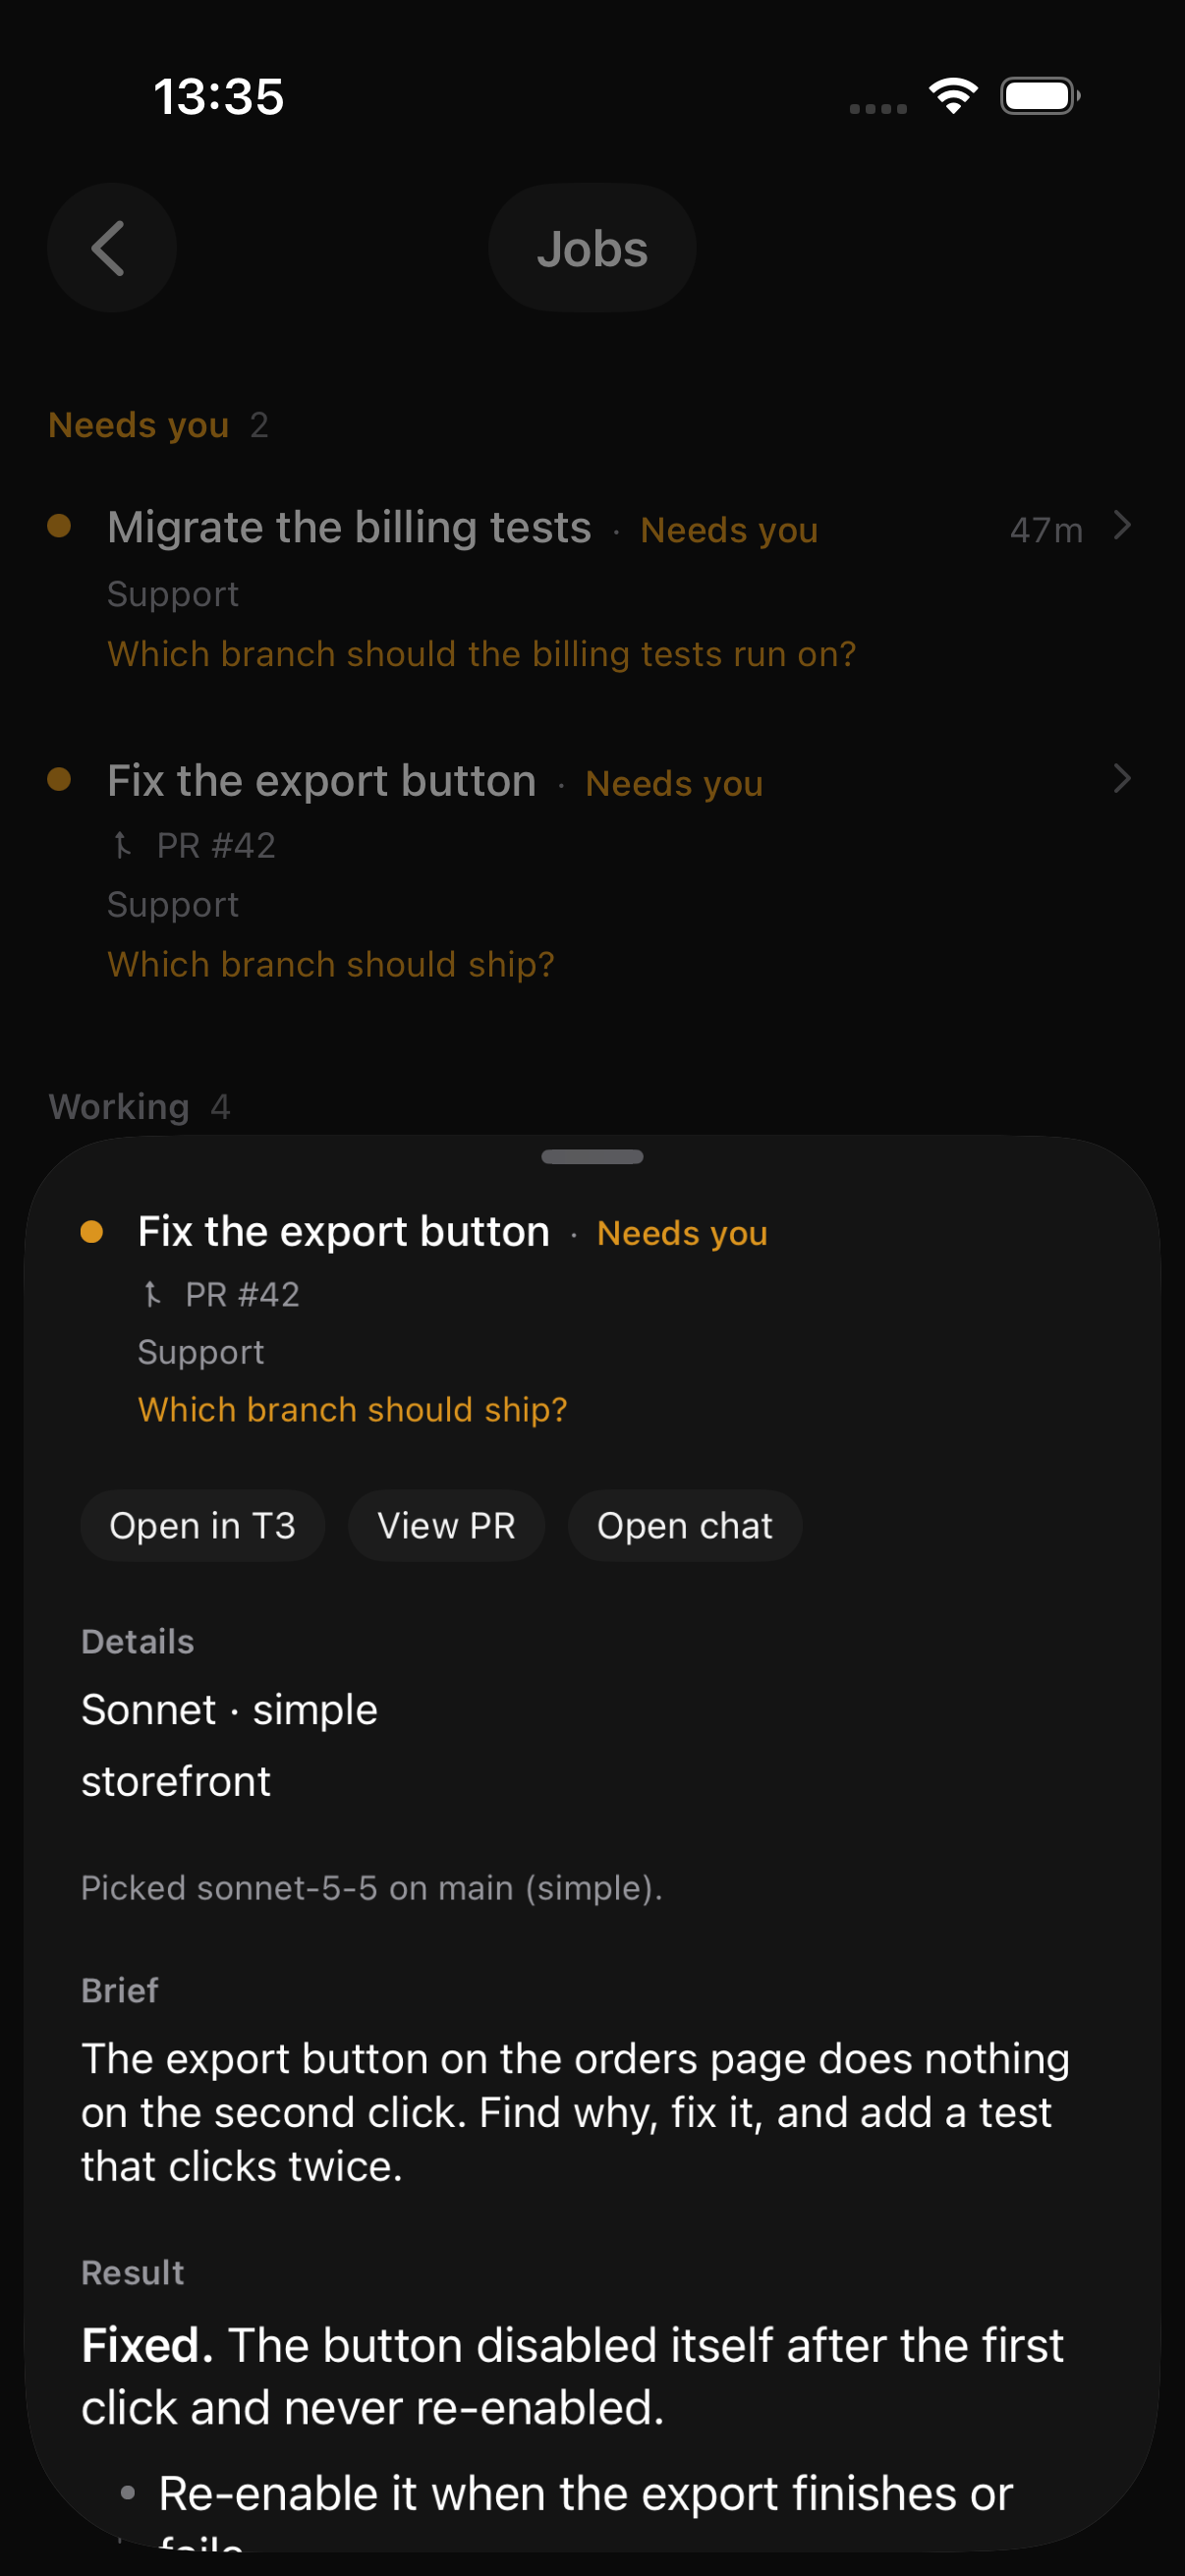 13:35
Jobs
Needs you 2
Migrate the billing tests · Needs you 47m
Support
Which branch should the billing tests run on?
Fix the export button · Needs you
PR #42
Support
Which branch should ship?
Working 4
Fix the export button · Needs you
PR #42
Support
Which branch should ship?
Open in T3 View PR Open chat
Details
Sonnet · simple
storefront
Picked sonnet-5-5 on main (simple).
Brief
The export button on the orders page does nothing
on the second click. Find why, fix it, and add a test
that clicks twice.
Result
Fixed. The button disabled itself after the first
click and never re-enabled.
• Re-enable it when the export finishes or